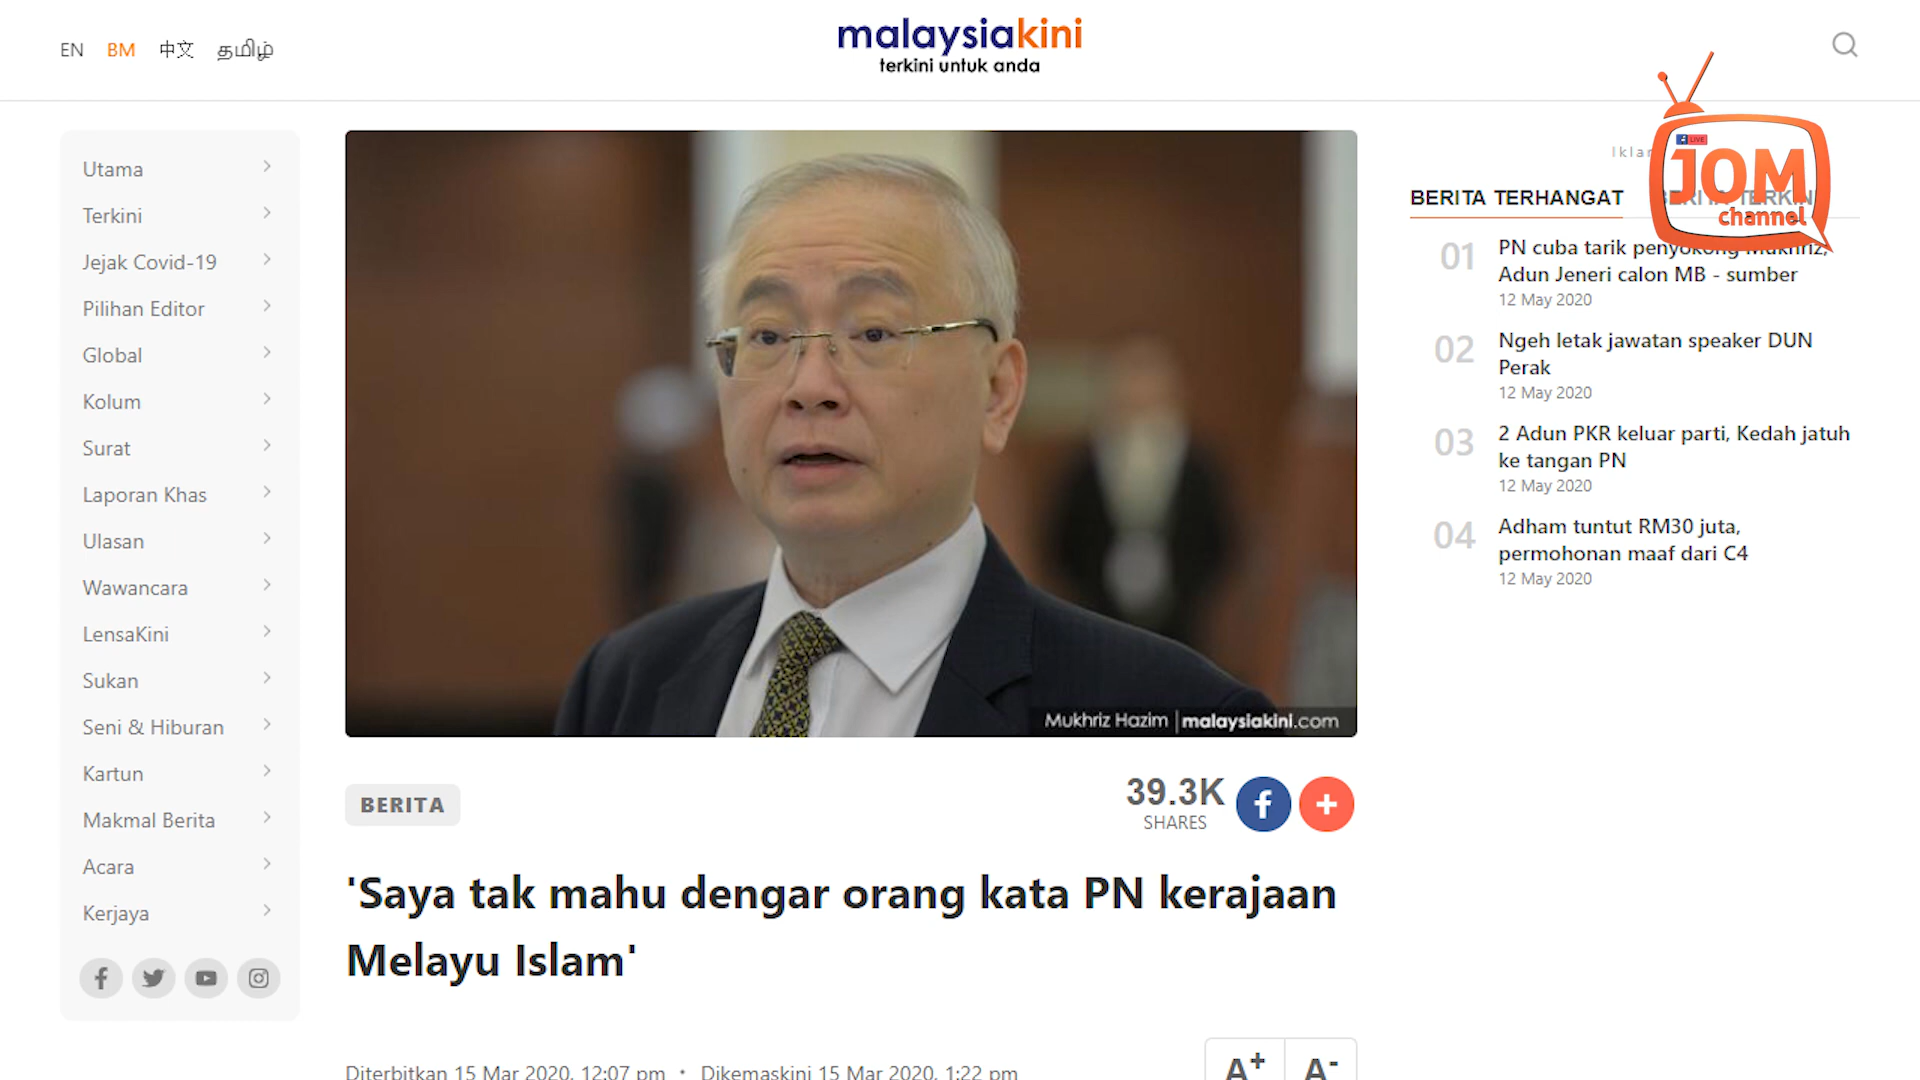 EN BM 中文 தமிழ்
malaysiakini
terkini untuk anda
Utama
Terkini
Jejak Covid-19
Pilihan Editor
Global
Kolum
Surat
Laporan Khas
Ulasan
Wawancara
LensaKini
Sukan
Seni & Hiburan
Kartun
Makmal Berita
Acara
Kerjaya
Mukhriz Hazim | malaysiakini.com
BERITA
39.3K
SHARES
'Saya tak mahu dengar orang kata PN kerajaan
Melayu Islam'
Diterbitkan 15 Mar 2020, 12:07 pm • Dikemaskini 15 Mar 2020, 1:22 pm
A+ A-
Iklan
LIVE
JOM
channel
BERITA TERHANGAT BERITA TERKINI
01 PN cuba tarik penyokong Mukhriz,
Adun Jeneri calon MB - sumber
12 May 2020
02 Ngeh letak jawatan speaker DUN
Perak
12 May 2020
03 2 Adun PKR keluar parti, Kedah jatuh
ke tangan PN
12 May 2020
04 Adham tuntut RM30 juta,
permohonan maaf dari C4
12 May 2020